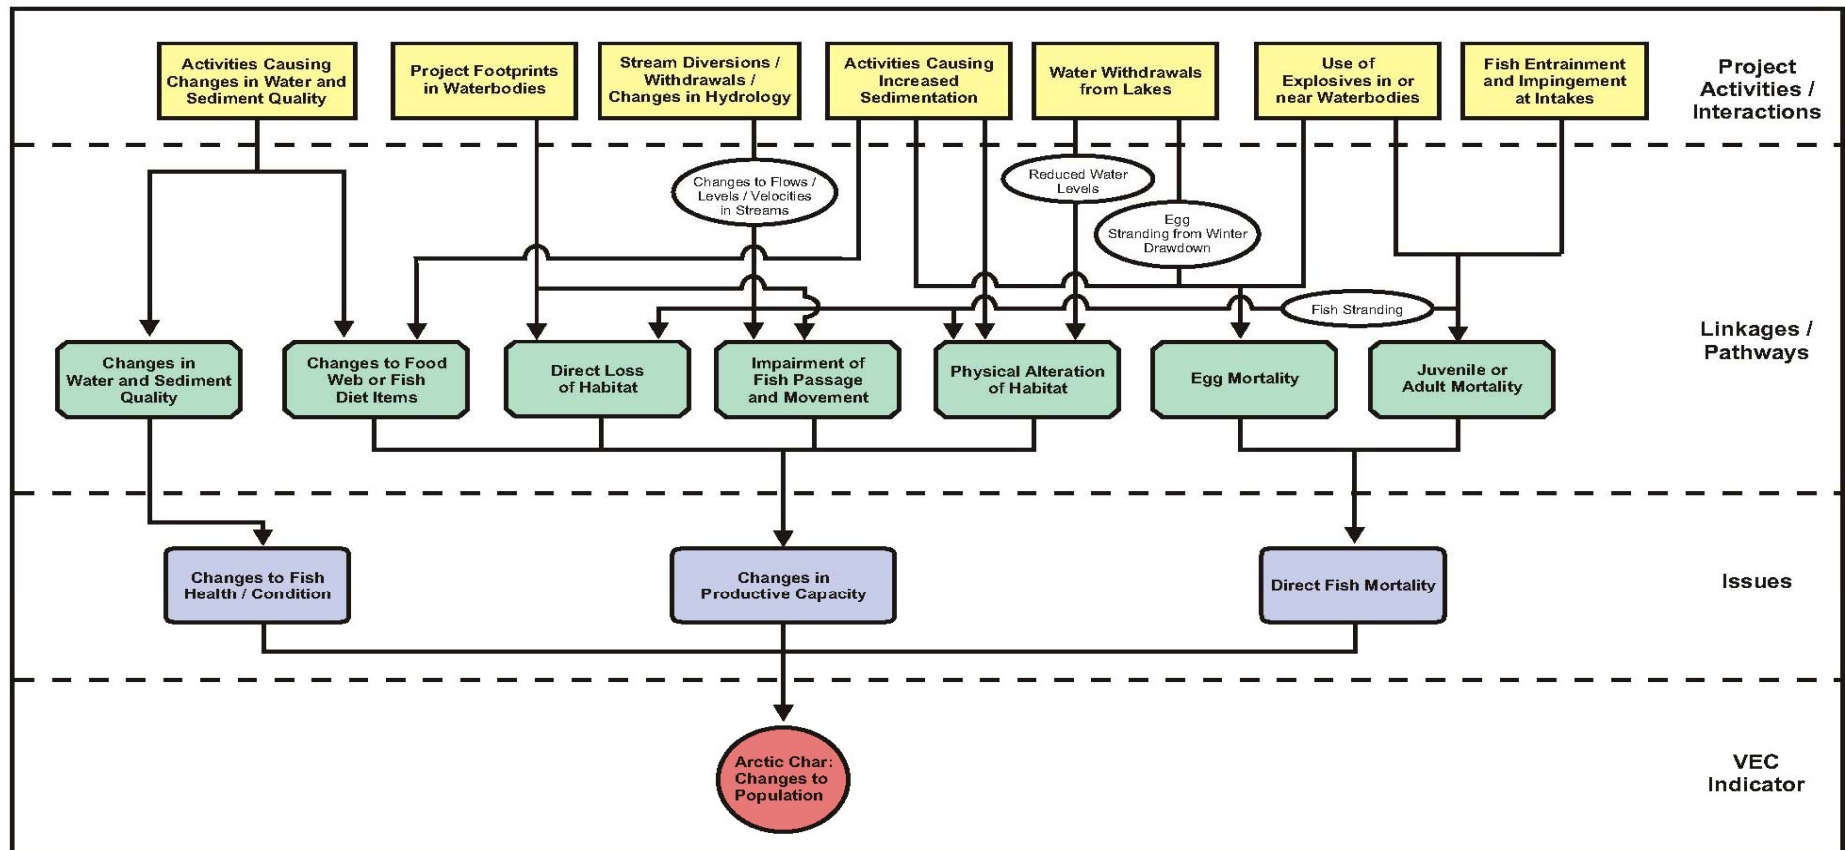 Activities Causing
Changes in Water and
Sediment Quality
Project Footprints
in Waterbodies
Stream Diversions /
Withdrawals /
Changes in Hydrology
Activities Causing
Increased
Sedimentation
Water Withdrawals
from Lakes
Use of
Explosives in or
near Waterbodies
Fish Entrainment
and Impingement
at Intakes
Project
Activities /
Interactions
Changes to Flows /
Levels / Velocities
in Streams
Reduced Water
Levels
Egg
Stranding from Winter
Drawdown
Fish Stranding
Changes in
Water and Sediment
Quality
Changes to Food
Web or Fish
Diet Items
Direct Loss
of Habitat
Impairment of
Fish Passage
and Movement
Physical Alteration
of Habitat
Egg Mortality
Juvenile or
Adult Mortality
Linkages /
Pathways
Changes to Fish
Health / Condition
Changes in
Productive Capacity
Direct Fish Mortality
Issues
Arctic Char:
Changes to
Population
VEC
Indicator